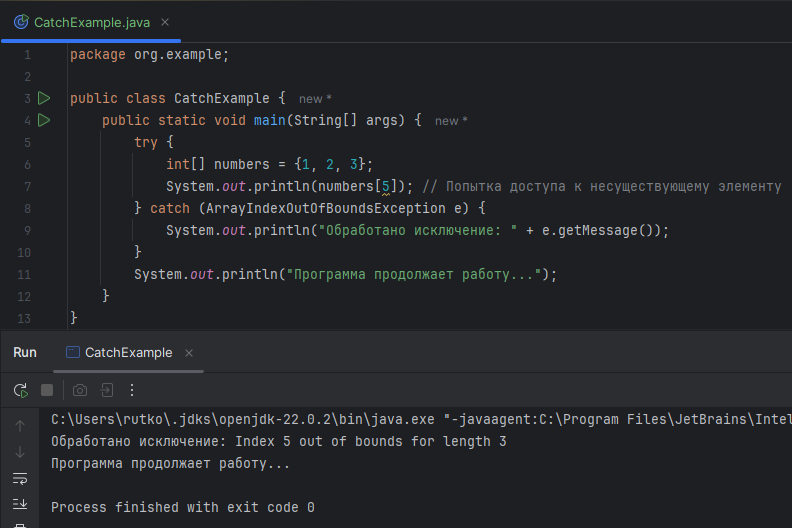 CatchExample.java
1 package org.example;
2
3 public class CatchExample { new *
4 public static void main(String[] args) { new *
5 try {
6 int[] numbers = {1, 2, 3};
7 System.out.println(numbers[5]); // Попытка доступа к несуществующему элементу
8 } catch (ArrayIndexOutOfBoundsException e) {
9 System.out.println("Обработано исключение: " + e.getMessage());
10 }
11 System.out.println("Программа продолжает работу...");
12 }
13 }
Run CatchExample
C:\Users\rutko\.jdks\openjdk-22.0.2\bin\java.exe "-javaagent:C:\Program Files\JetBrains\Intel
Обработано исключение: Index 5 out of bounds for length 3
Программа продолжает работу...
Process finished with exit code 0